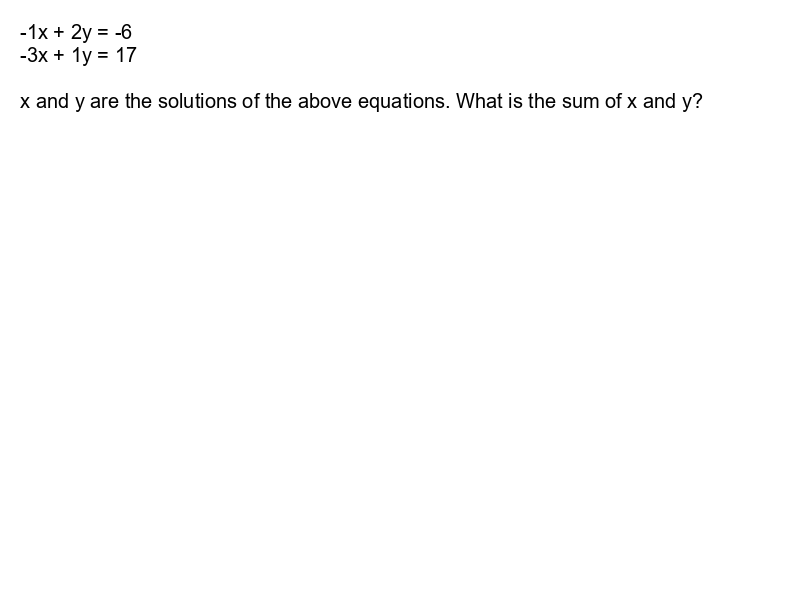 -1x + 2y = -6
-3x + 1y = 17
x and y are the solutions of the above equations. What is the sum of x and y?